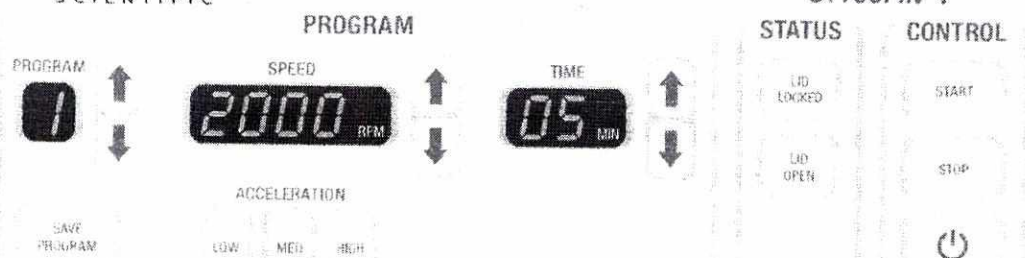 SCIENTIFIC
PROGRAM
STATUS
CONTROL
PROGRAM
SPEED
TIME
1
2000 RPM
05 MIN
LID
LOCKED
START
LID
OPEN
STOP
ACCELERATION
SAVE
PROGRAM
LOW
MED
HIGH